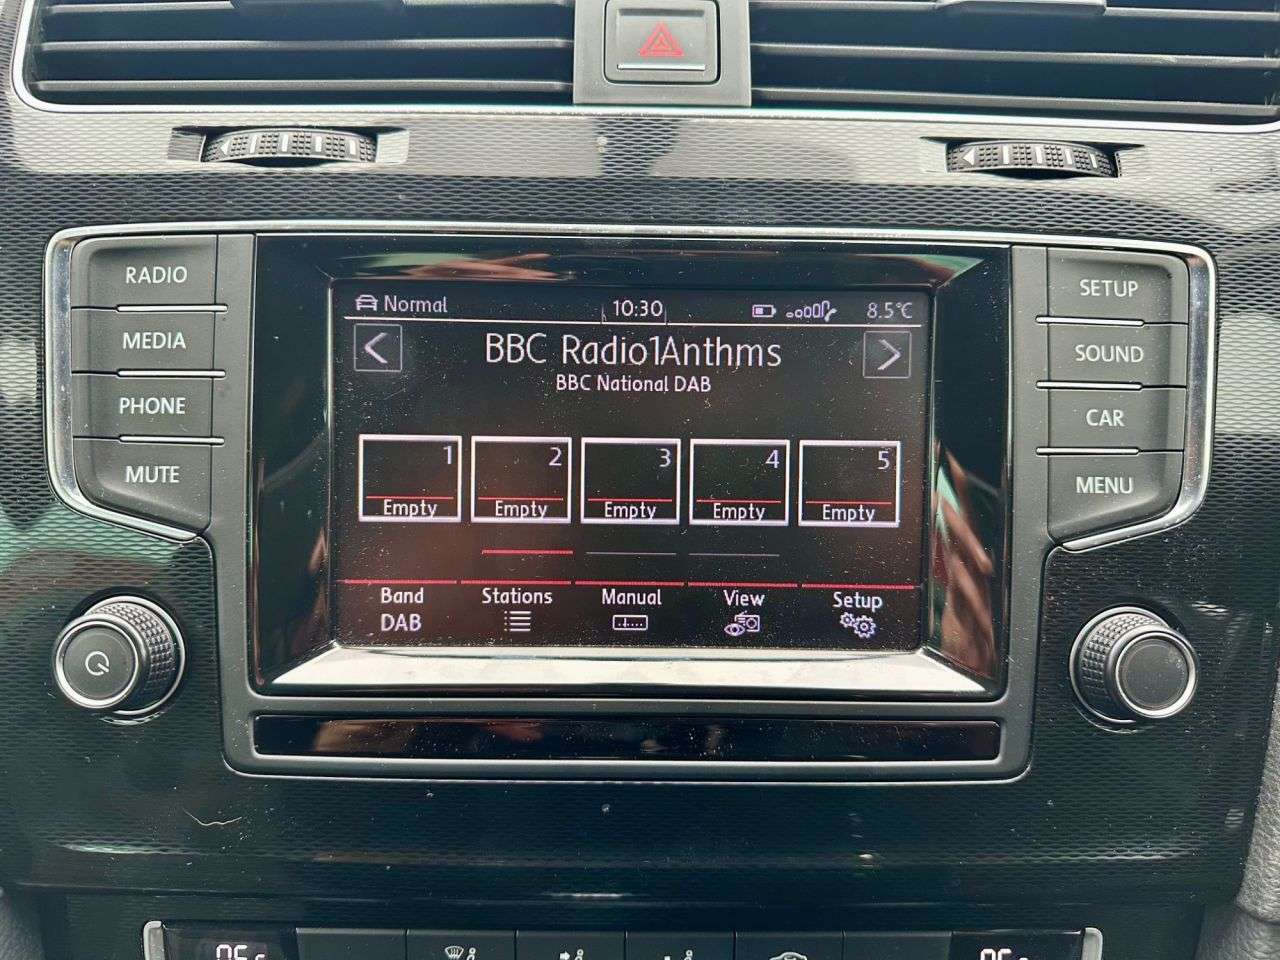 RADIO
MEDIA
PHONE
MUTE
Normal 10:30 8.5°C
BBC Radio1Anthms
BBC National DAB
1 2 3 4 5
Empty Empty Empty Empty Empty
Band Stations Manual View Setup
DAB
SETUP
SOUND
CAR
MENU